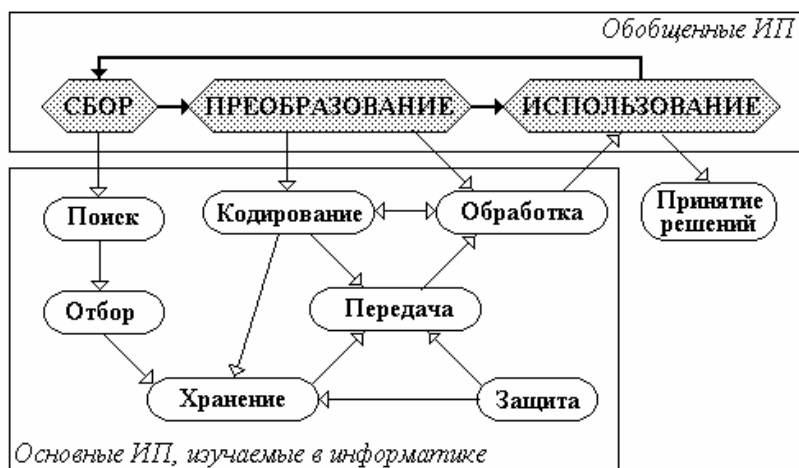 Обобщенные ИП
СБОР
ПРЕОБРАЗОВАНИЕ
ИСПОЛЬЗОВАНИЕ
Поиск
Кодирование
Обработка
Принятие
решений
Отбор
Передача
Хранение
Защита
Основные ИП, изучаемые в информатике